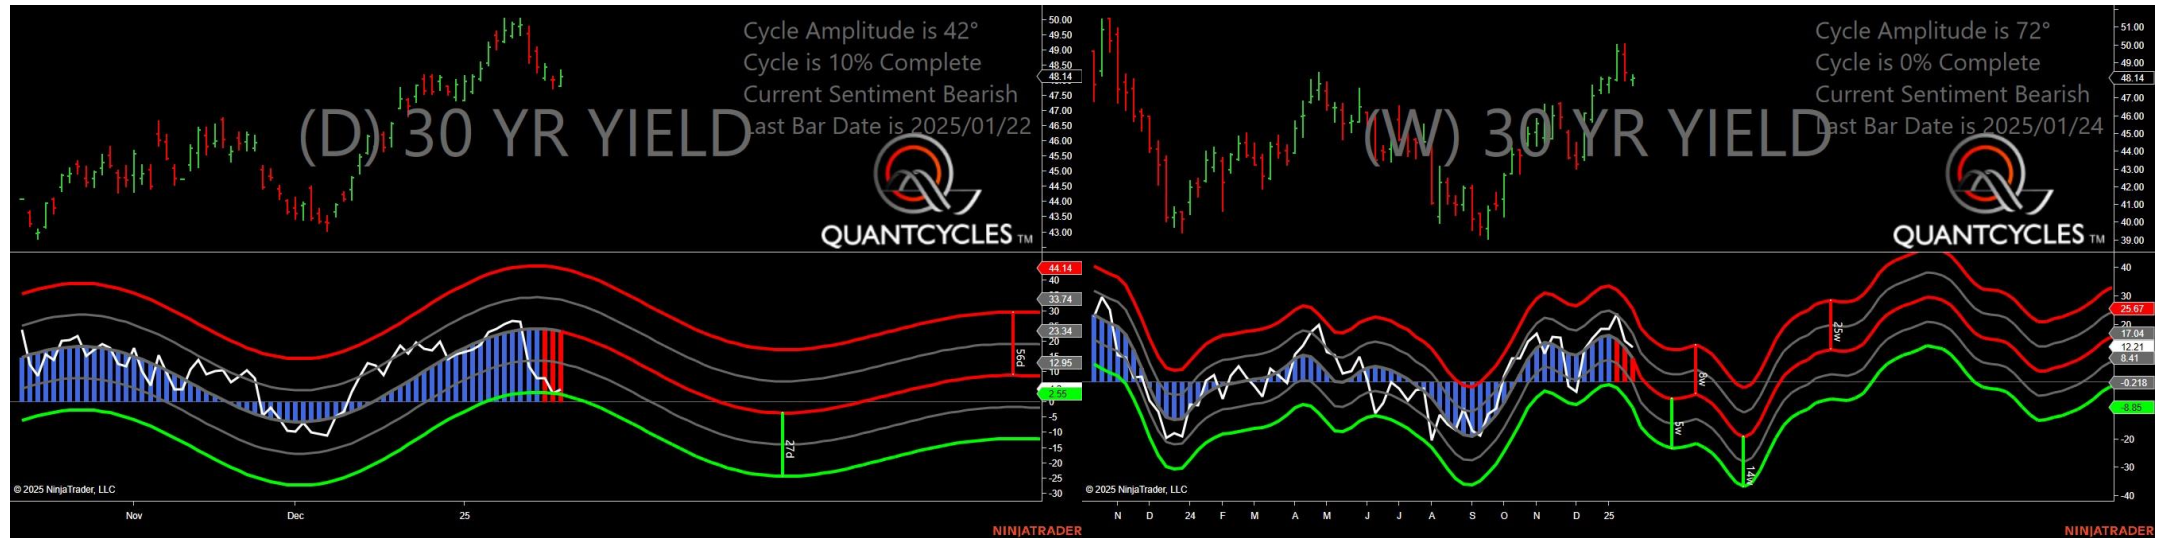 Cycle Amplitude is 42°
Cycle is 10% Complete
Current Sentiment Bearish
Last Bar Date is 2025/01/22
(D) 30 YR YIELD
QUANTCYCLES TM
50.00
49.50
49.00
48.50
48.14
47.50
47.00
46.50
46.00
45.50
45.00
44.50
44.00
43.50
43.00
44.14
40
33.74
30
23.34
20
15
12.95
10
2.55
0
-5
-10
-15
-20
-25
-30
56d
27d
© 2025 NinjaTrader, LLC
Nov
Dec
25
NINJATRADER
Cycle Amplitude is 72°
Cycle is 0% Complete
Current Sentiment Bearish
Last Bar Date is 2025/01/24
(W) 30 YR YIELD
QUANTCYCLES TM
51.00
50.00
49.00
48.14
47.00
46.00
45.00
44.00
43.00
42.00
41.00
40.00
39.00
40
30
25.67
20
17.04
12.21
8.41
-0.218
-8.85
-20
-30
-40
25w
8w
5w
14w
© 2025 NinjaTrader, LLC
N D 24 F M A M J J A S O N D 25
NINJATRADER